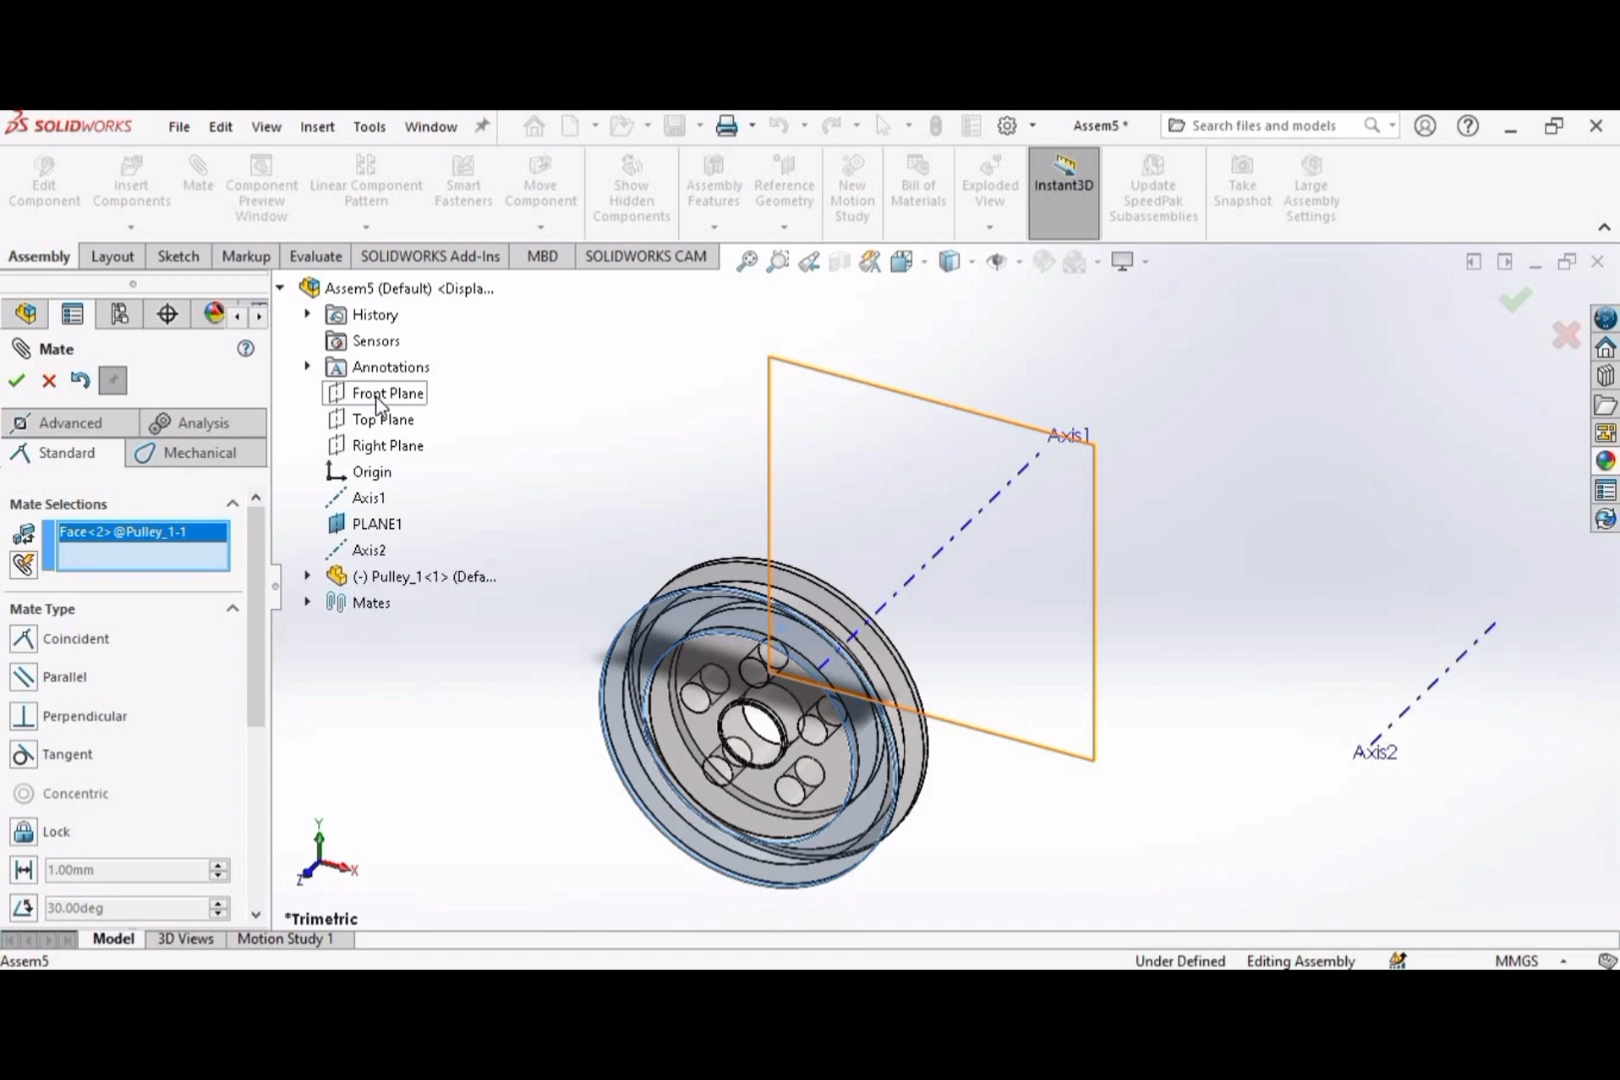 SOLIDWORKS File Edit View Insert Tools Window Assem5 * Search files and models
Edit Component
Insert Components
Mate
Component Preview Window
Linear Component Pattern
Smart Fasteners
Move Component
Show Hidden Components
Assembly Features
Reference Geometry
New Motion Study
Bill of Materials
Exploded View
Instant3D
Update SpeedPak Subassemblies
Take Snapshot
Large Assembly Settings
Assembly Layout Sketch Markup Evaluate SOLIDWORKS Add-Ins MBD SOLIDWORKS CAM
Mate
Advanced Analysis
Standard Mechanical
Mate Selections
Face<2>@Pulley_1-1
Mate Type
Coincident
Parallel
Perpendicular
Tangent
Concentric
Lock
1.00mm
30.00deg
Assem5 (Default) <Displa...
History
Sensors
Annotations
Front Plane
Top Plane
Right Plane
Origin
Axis1
PLANE1
Axis2
(-) Pulley_1<1> (Defa...
Mates
Axis1
Axis2
Y
X
Z
*Trimetric
Model 3D Views Motion Study 1
Assem5 Under Defined Editing Assembly MMGS